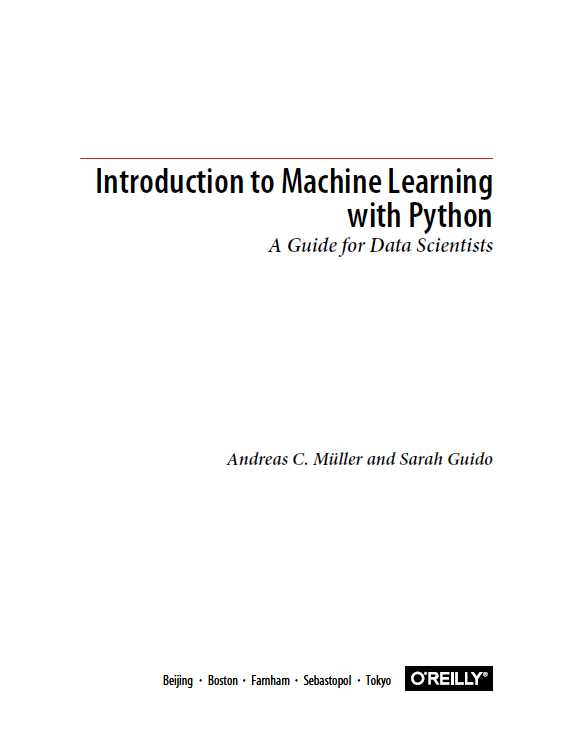 Introduction to Machine Learning
with Python
A Guide for Data Scientists
Andreas C. Müller and Sarah Guido
Beijing · Boston · Farnham · Sebastopol · Tokyo O'REILLY®